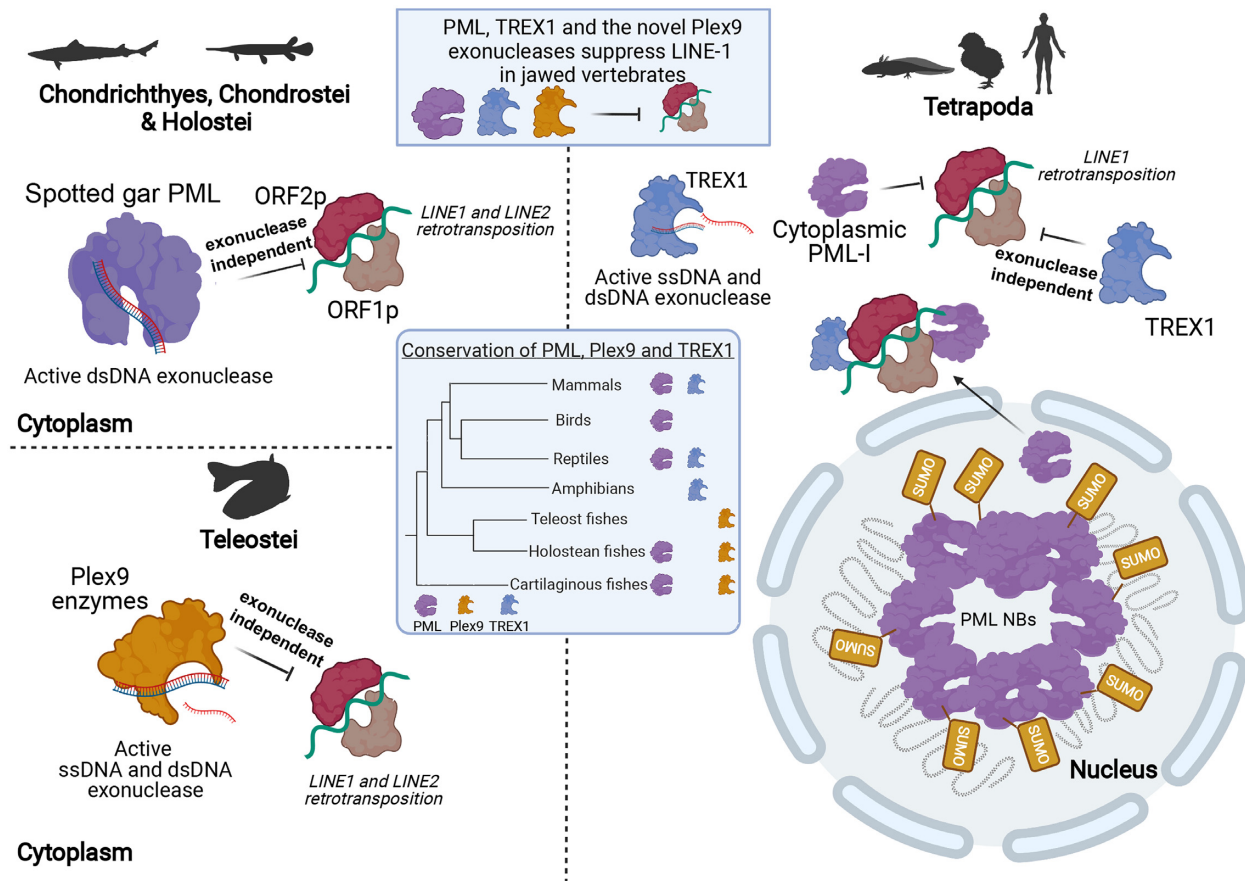 PML, TREX1 and the novel Plex9
exonucleases suppress LINE-1
in jawed vertebrates
Chondrichthyes, Chondrostei
& Holostei
Spotted gar PML
ORF2p
exonuclease
independent
LINE1 and LINE2
retrotransposition
ORF1p
Active dsDNA exonuclease
Cytoplasm
Teleostei
Plex9
enzymes
exonuclease
independent
Active
ssDNA and dsDNA
exonuclease
LINE1 and LINE2
retrotransposition
Cytoplasm
Conservation of PML, Plex9 and TREX1
Mammals
Birds
Reptiles
Amphibians
Teleost fishes
Holostean fishes
Cartilaginous fishes
PML Plex9 TREX1
Tetrapoda
TREX1
Active ssDNA and
dsDNA exonuclease
Cytoplasmic
PML-I
LINE1
retrotransposition
exonuclease
independent
TREX1
SUMO
SUMO
SUMO
SUMO
SUMO
SUMO
SUMO
SUMO
PML NBs
Nucleus